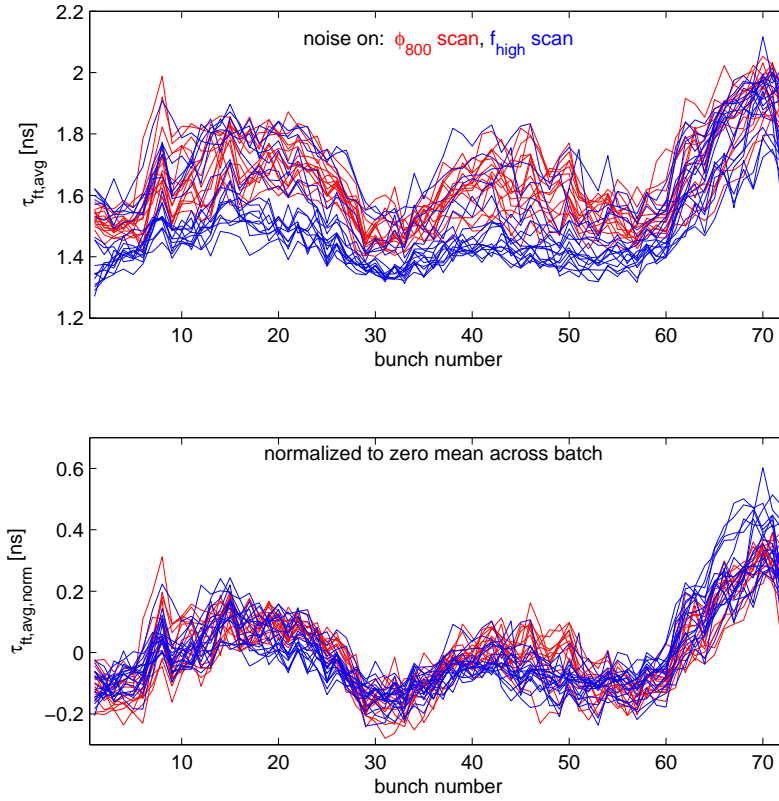 2.2
2
1.8
1.6
1.4
1.2
τft,avg [ns]
noise on: ϕ800 scan, fhigh scan
10 20 30 40 50 60 70
bunch number
0.6
0.4
0.2
0
−0.2
τft,avg,norm [ns]
normalized to zero mean across batch
10 20 30 40 50 60 70
bunch number